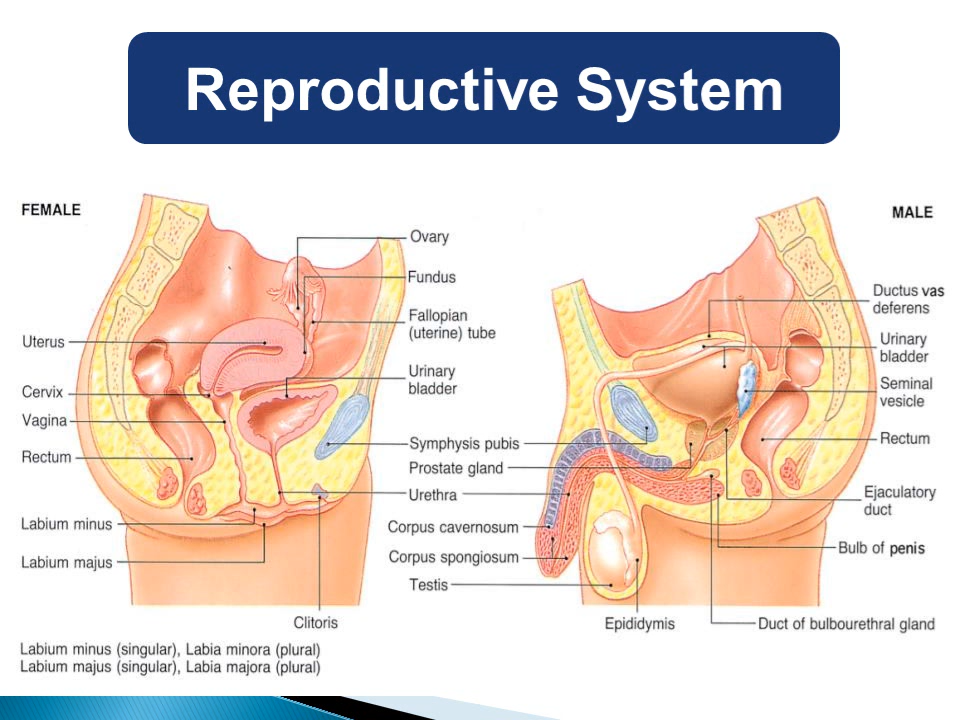 Reproductive System
FEMALE
MALE
Ovary
Fundus
Fallopian
(uterine) tube
Urinary
bladder
Uterus
Cervix
Vagina
Rectum
Labium minus
Labium majus
Clitoris
Symphysis pubis
Prostate gland
Urethra
Corpus cavernosum
Corpus spongiosum
Testis
Epididymis
Ductus vas
deferens
Urinary
bladder
Seminal
vesicle
Rectum
Ejaculatory
duct
Bulb of penis
Duct of bulbourethral gland
Labium minus (singular), Labia minora (plural)
Labium majus (singular), Labia majora (plural)